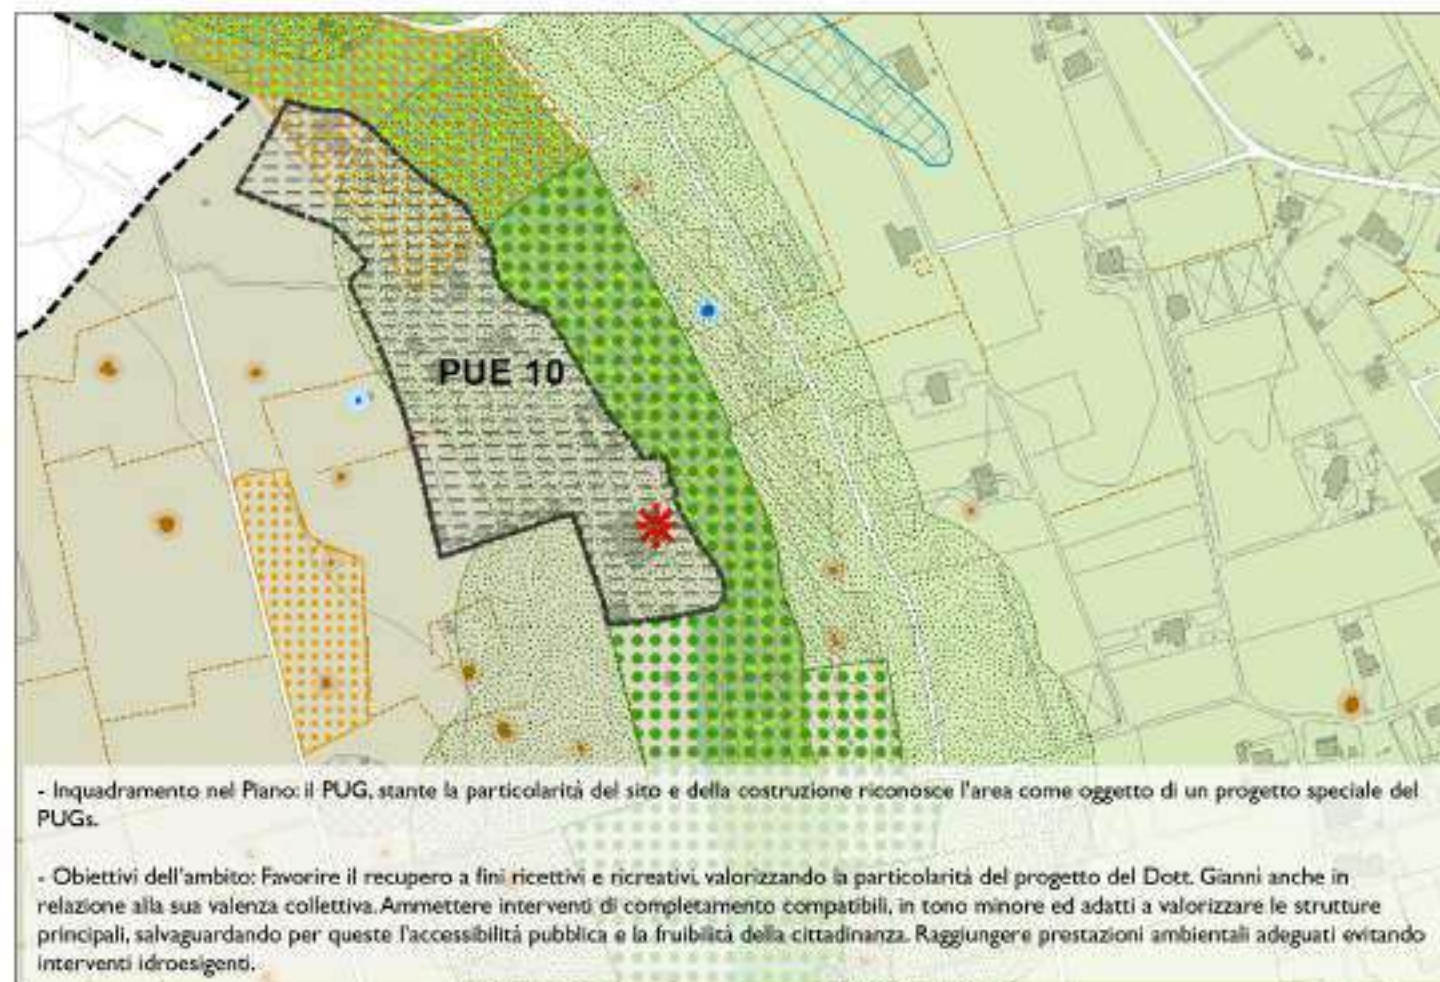 PUE 10
- Inquadramento nel Piano: il PUG, stante la particolarità del sito e della costruzione riconosce l'area come oggetto di un progetto speciale del
PUGs.
- Obiettivi dell'ambito: Favorire il recupero a fini ricettivi e ricreativi, valorizzando la particolarità del progetto del Dott. Gianni anche in
relazione alla sua valenza collettiva. Ammettere interventi di completamento compatibili, in tono minore ed adatti a valorizzare le strutture
principali, salvaguardando per queste l'accessibilità pubblica e la fruibilità della cittadinanza. Raggiungere prestazioni ambientali adeguati evitando
interventi idroesigenti.